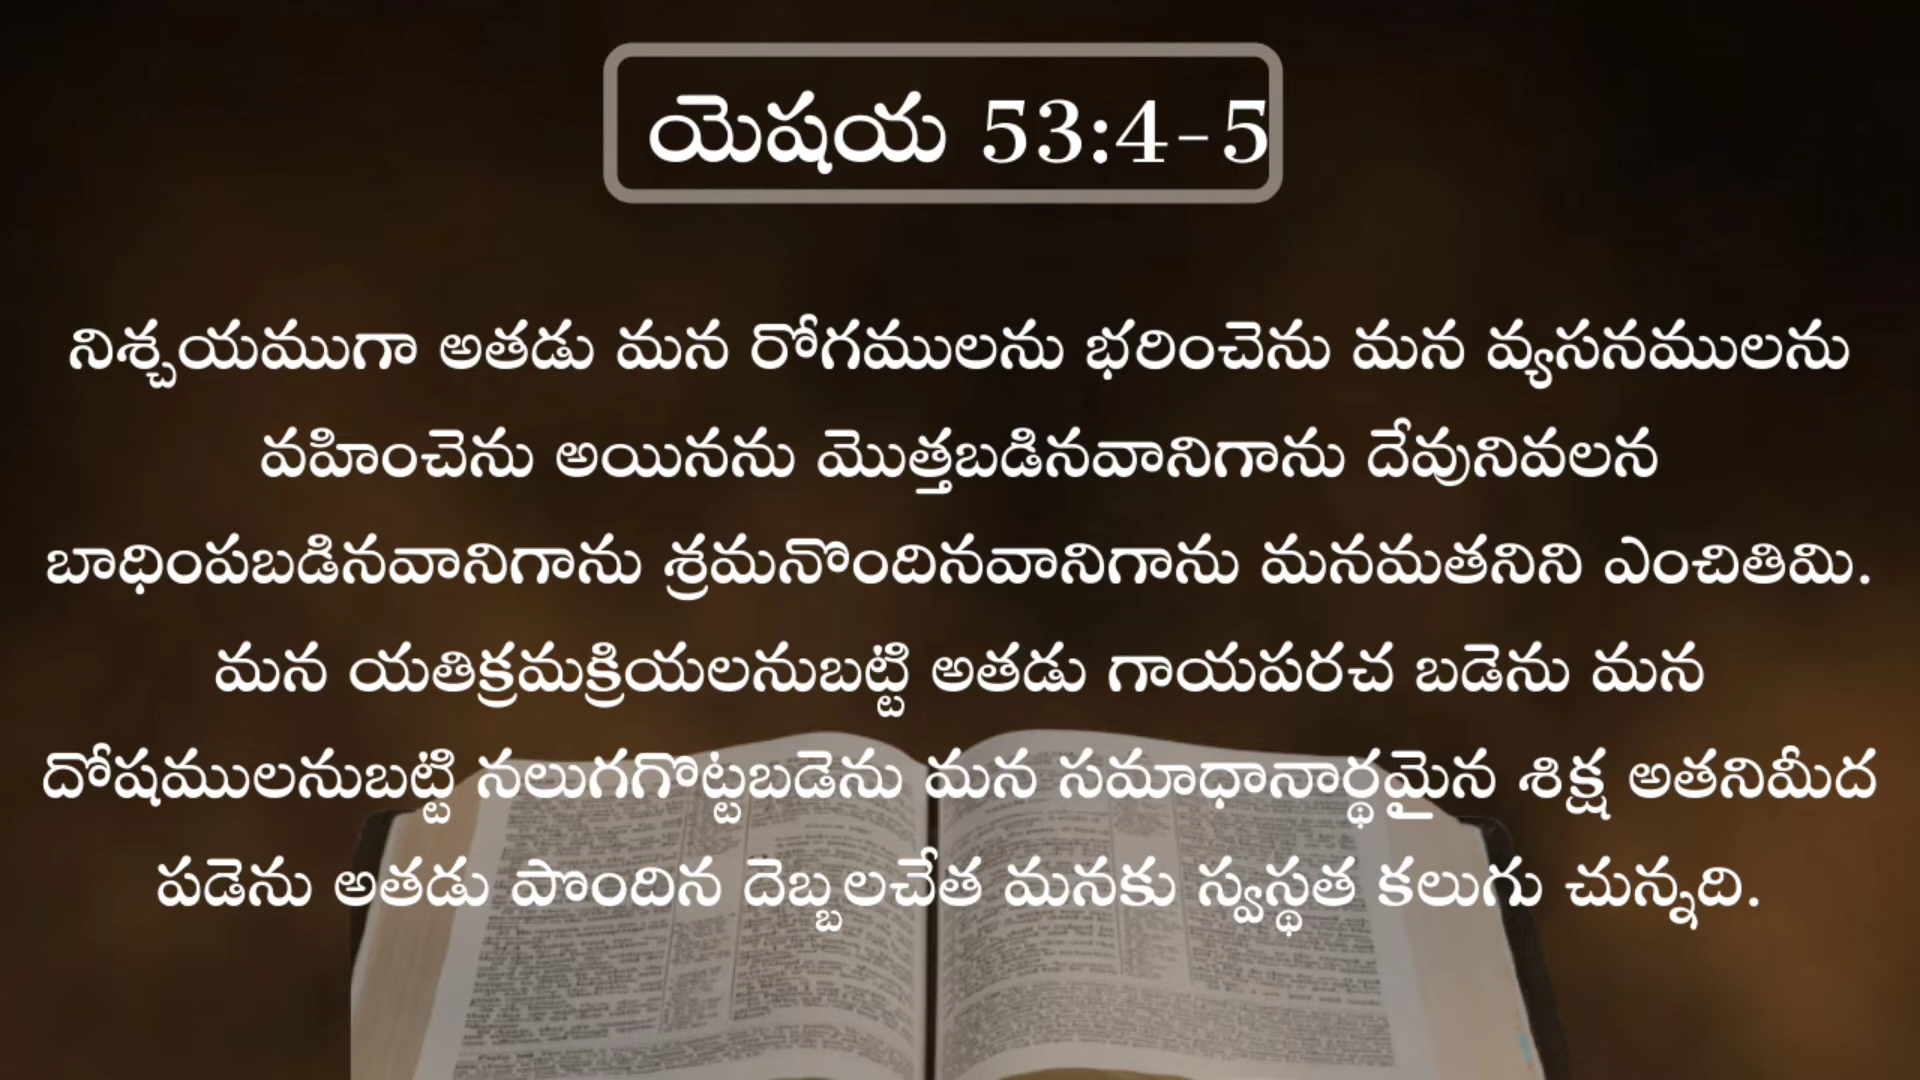 యెషయ 53:4-5
నిశ్చయముగా అతడు మన రోగములను భరించెను మన వ్యసనములను
వహించెను అయినను మొత్తబడినవానిగాను దేవునివలన
బాధింపబడినవానిగాను శ్రమనొందినవానిగాను మనమతనిని ఎంచితిమి.
మన యతిక్రమక్రియలనుబట్టి అతడు గాయపరచ బడెను మన
దోషములనుబట్టి నలుగగొట్టబడెను మన సమాధానార్థమైన శిక్ష అతనిమీద
పడెను అతడు పొందిన దెబ్బలచేత మనకు స్వస్థత కలుగు చున్నది.